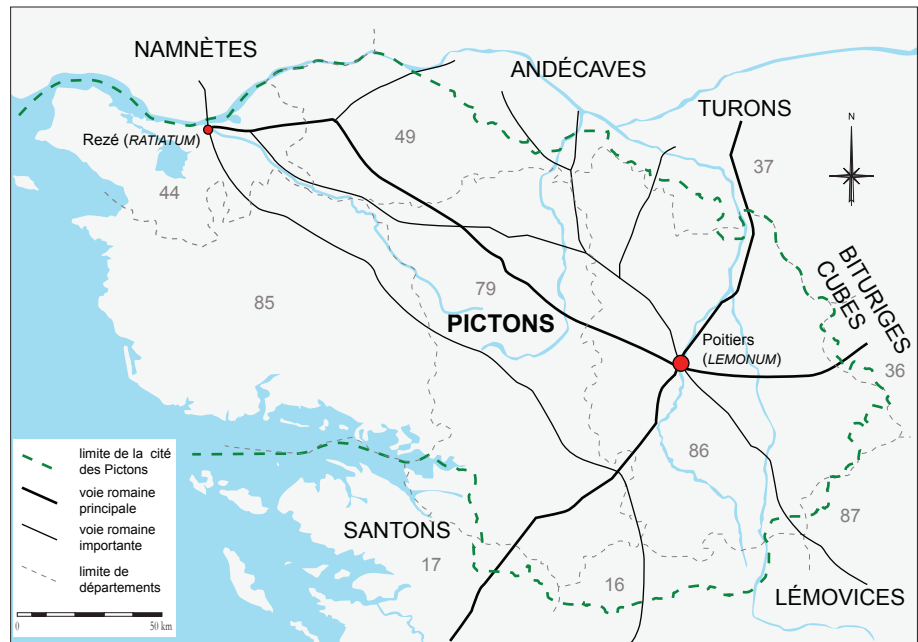 NAMNÈTES
ANDÉCAVES
TURONS
N
Rezé (RATIATUM)
49
37
44
BITURIGES
CUBES
85
79
PICTONS
Poitiers
(LEMONUM)
36
86
limite de la cité
des Pictons
voie romaine
principale
voie romaine
importante
limite de
départements
0
50 km
SANTONS
17
16
87
LÉMOVICES